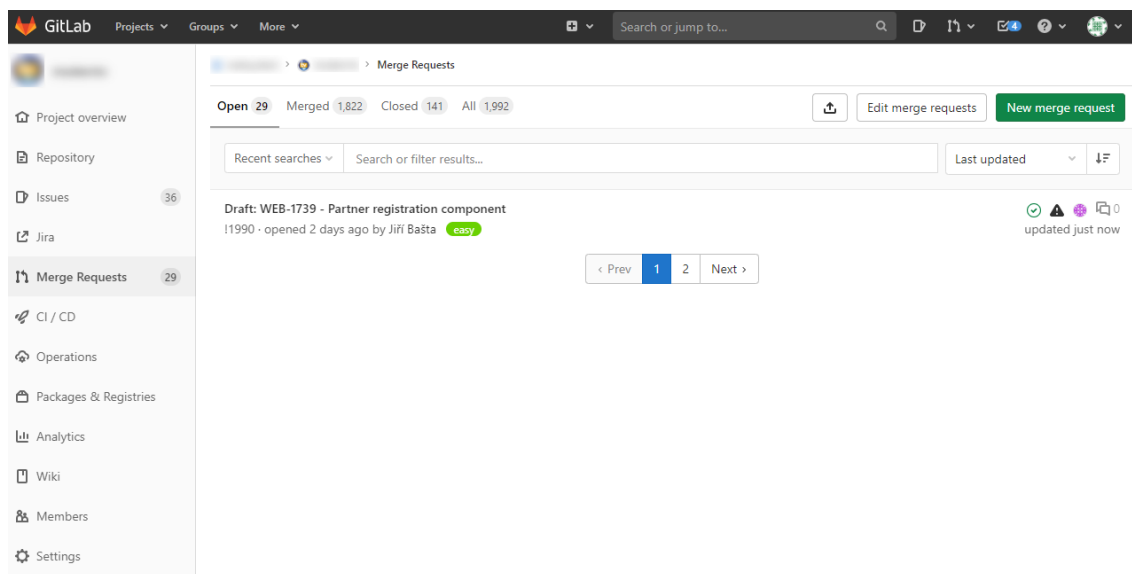 GitLab Projects Groups More Search or jump to... 4
Merge Requests
Project overview
Repository
Issues 36
Jira
Merge Requests 29
CI / CD
Operations
Packages & Registries
Analytics
Wiki
Members
Settings
Open 29 Merged 1,822 Closed 141 All 1,992 Edit merge requests New merge request
Recent searches Search or filter results... Last updated
Draft: WEB-1739 - Partner registration component 0
!1990 · opened 2 days ago by Jiří Bašta easy updated just now
‹ Prev 1 2 Next ›